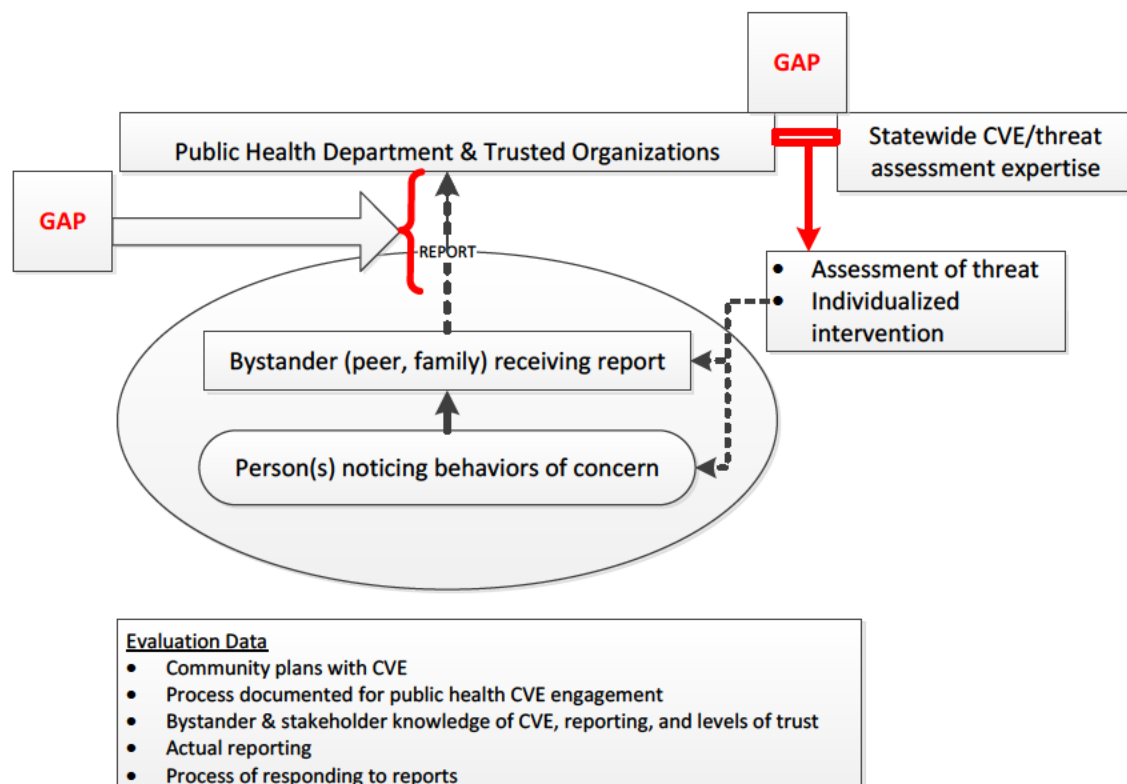 GAP
Public Health Department & Trusted Organizations
Statewide CVE/threat
assessment expertise
GAP
REPORT
• Assessment of threat
• Individualized
intervention
Bystander (peer, family) receiving report
Person(s) noticing behaviors of concern
Evaluation Data
• Community plans with CVE
• Process documented for public health CVE engagement
• Bystander & stakeholder knowledge of CVE, reporting, and levels of trust
• Actual reporting
• Process of responding to reports